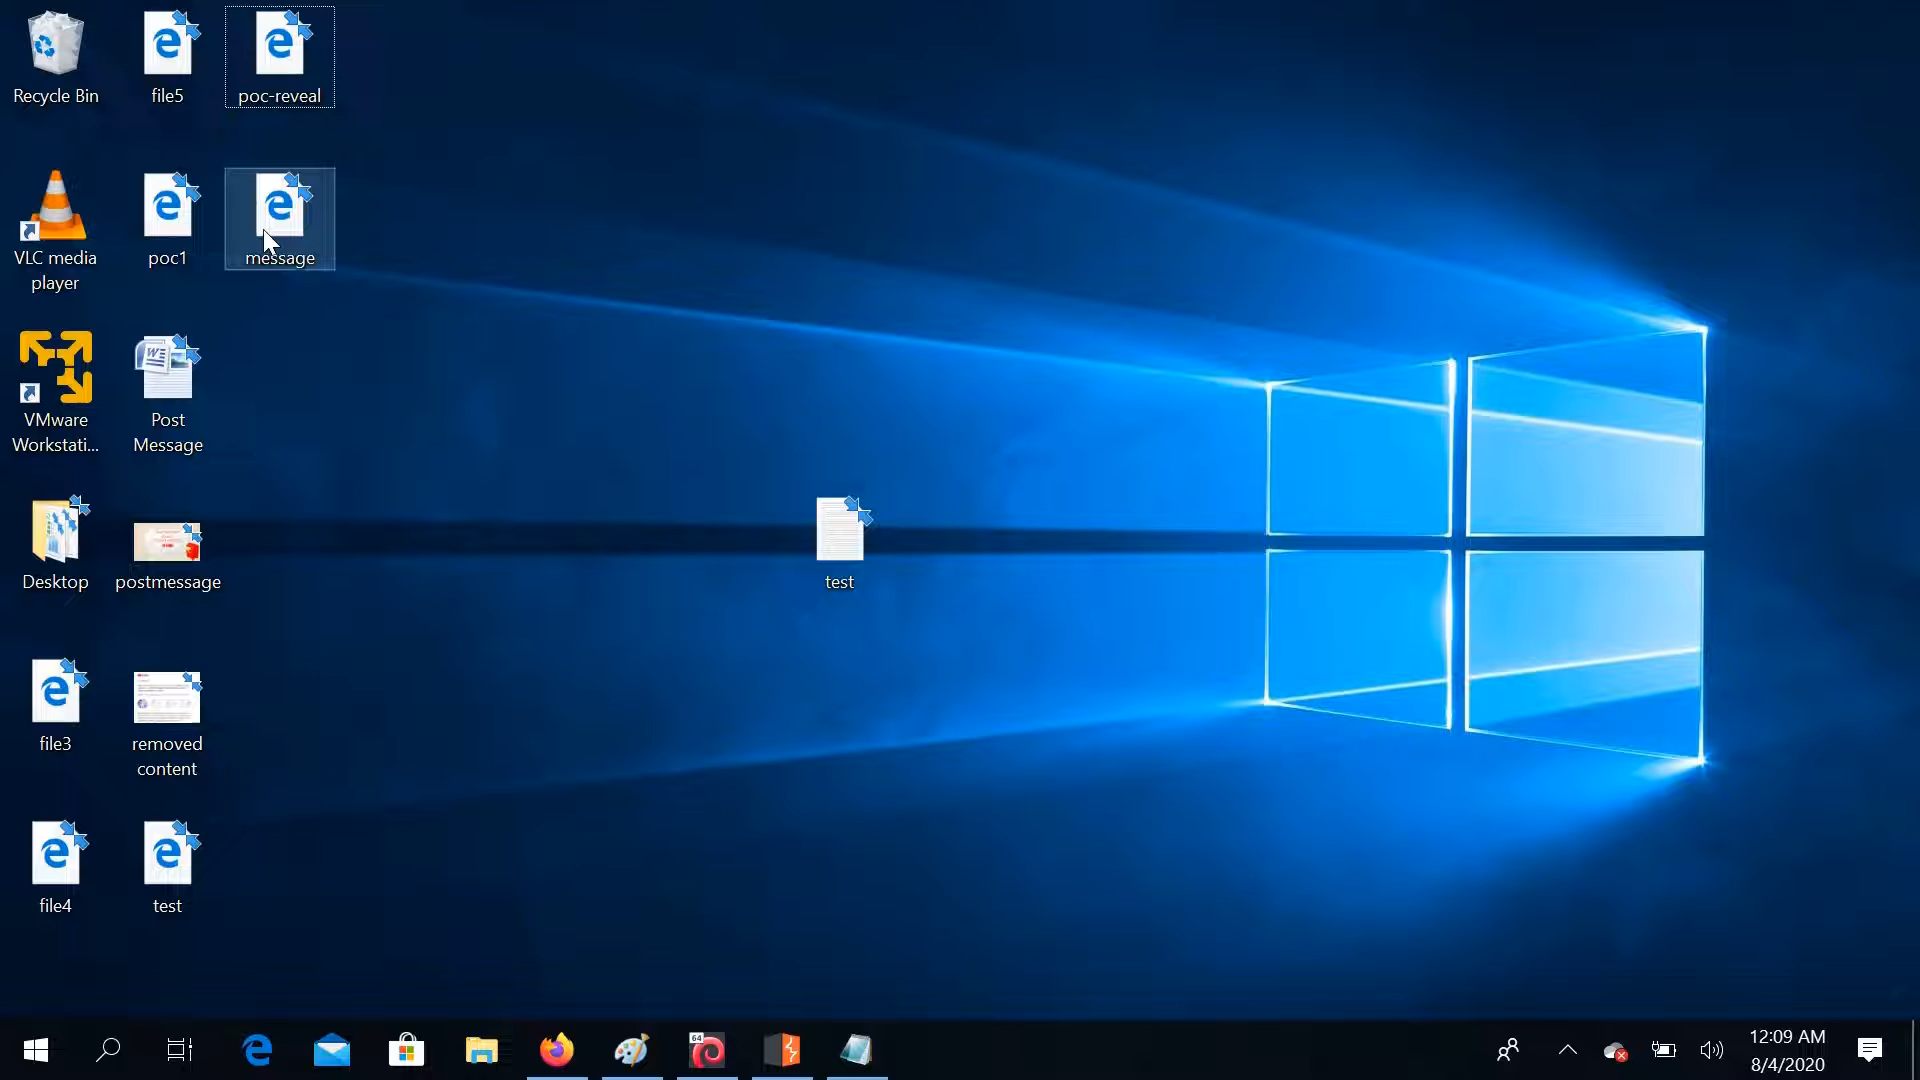 Recycle Bin
file5
poc-reveal
VLC media
player
poc1
message
VMware
Workstati...
Post
Message
Desktop
postmessage
test
file3
removed
content
file4
test
64
12:09 AM
8/4/2020